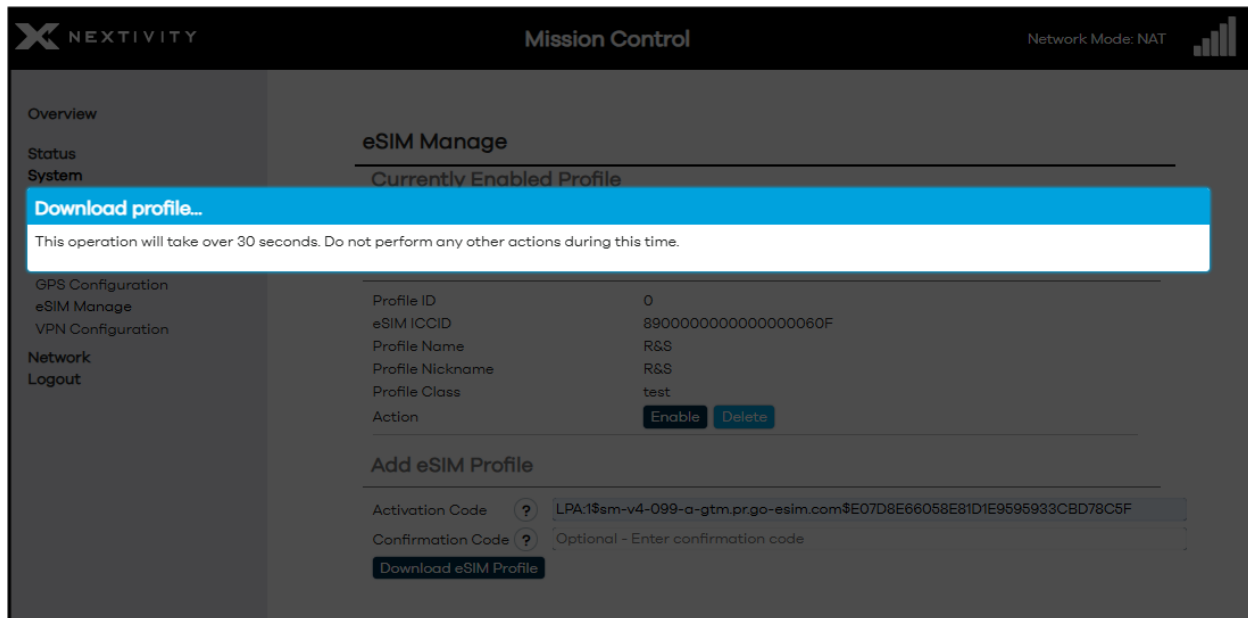 NEXTIVITY
Mission Control
Network Mode: NAT
Overview
Status
System
eSIM Manage
Currently Enabled Profile
Download profile...
This operation will take over 30 seconds. Do not perform any other actions during this time.
GPS Configuration
eSIM Manage
VPN Configuration
Network
Logout
Profile ID 0
eSIM ICCID 8900000000000000060F
Profile Name R&S
Profile Nickname R&S
Profile Class test
Action Enable Delete
Add eSIM Profile
Activation Code ? LPA:1$sm-v4-099-a-gtm.pr.go-esim.com$E07D8E66058E81D1E9595933CBD78C5F
Confirmation Code ? Optional - Enter confirmation code
Download eSIM Profile